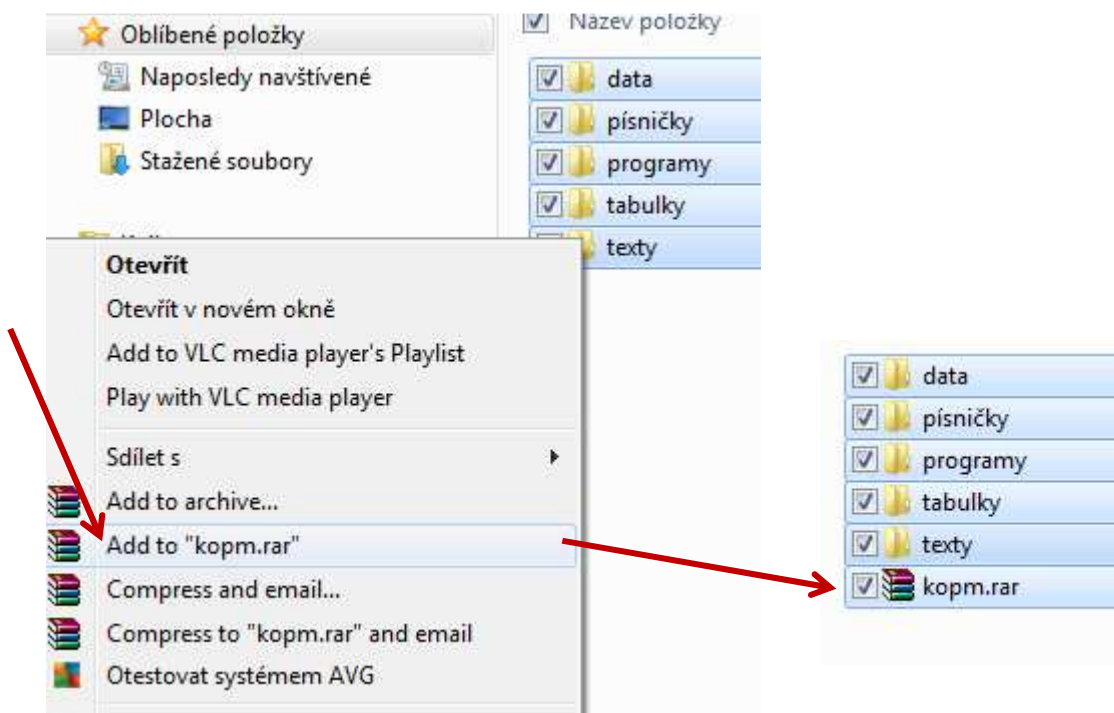 Oblíbené položky
Naposledy navštívené
Plocha
Stažené soubory
Název položky
data
písničky
programy
tabulky
texty
Otevřít
Otevřít v novém okně
Add to VLC media player's Playlist
Play with VLC media player
Sdílet s
Add to archive...
Add to "kopm.rar"
Compress and email...
Compress to "kopm.rar" and email
Otestovat systémem AVG
data
písničky
programy
tabulky
texty
kopm.rar